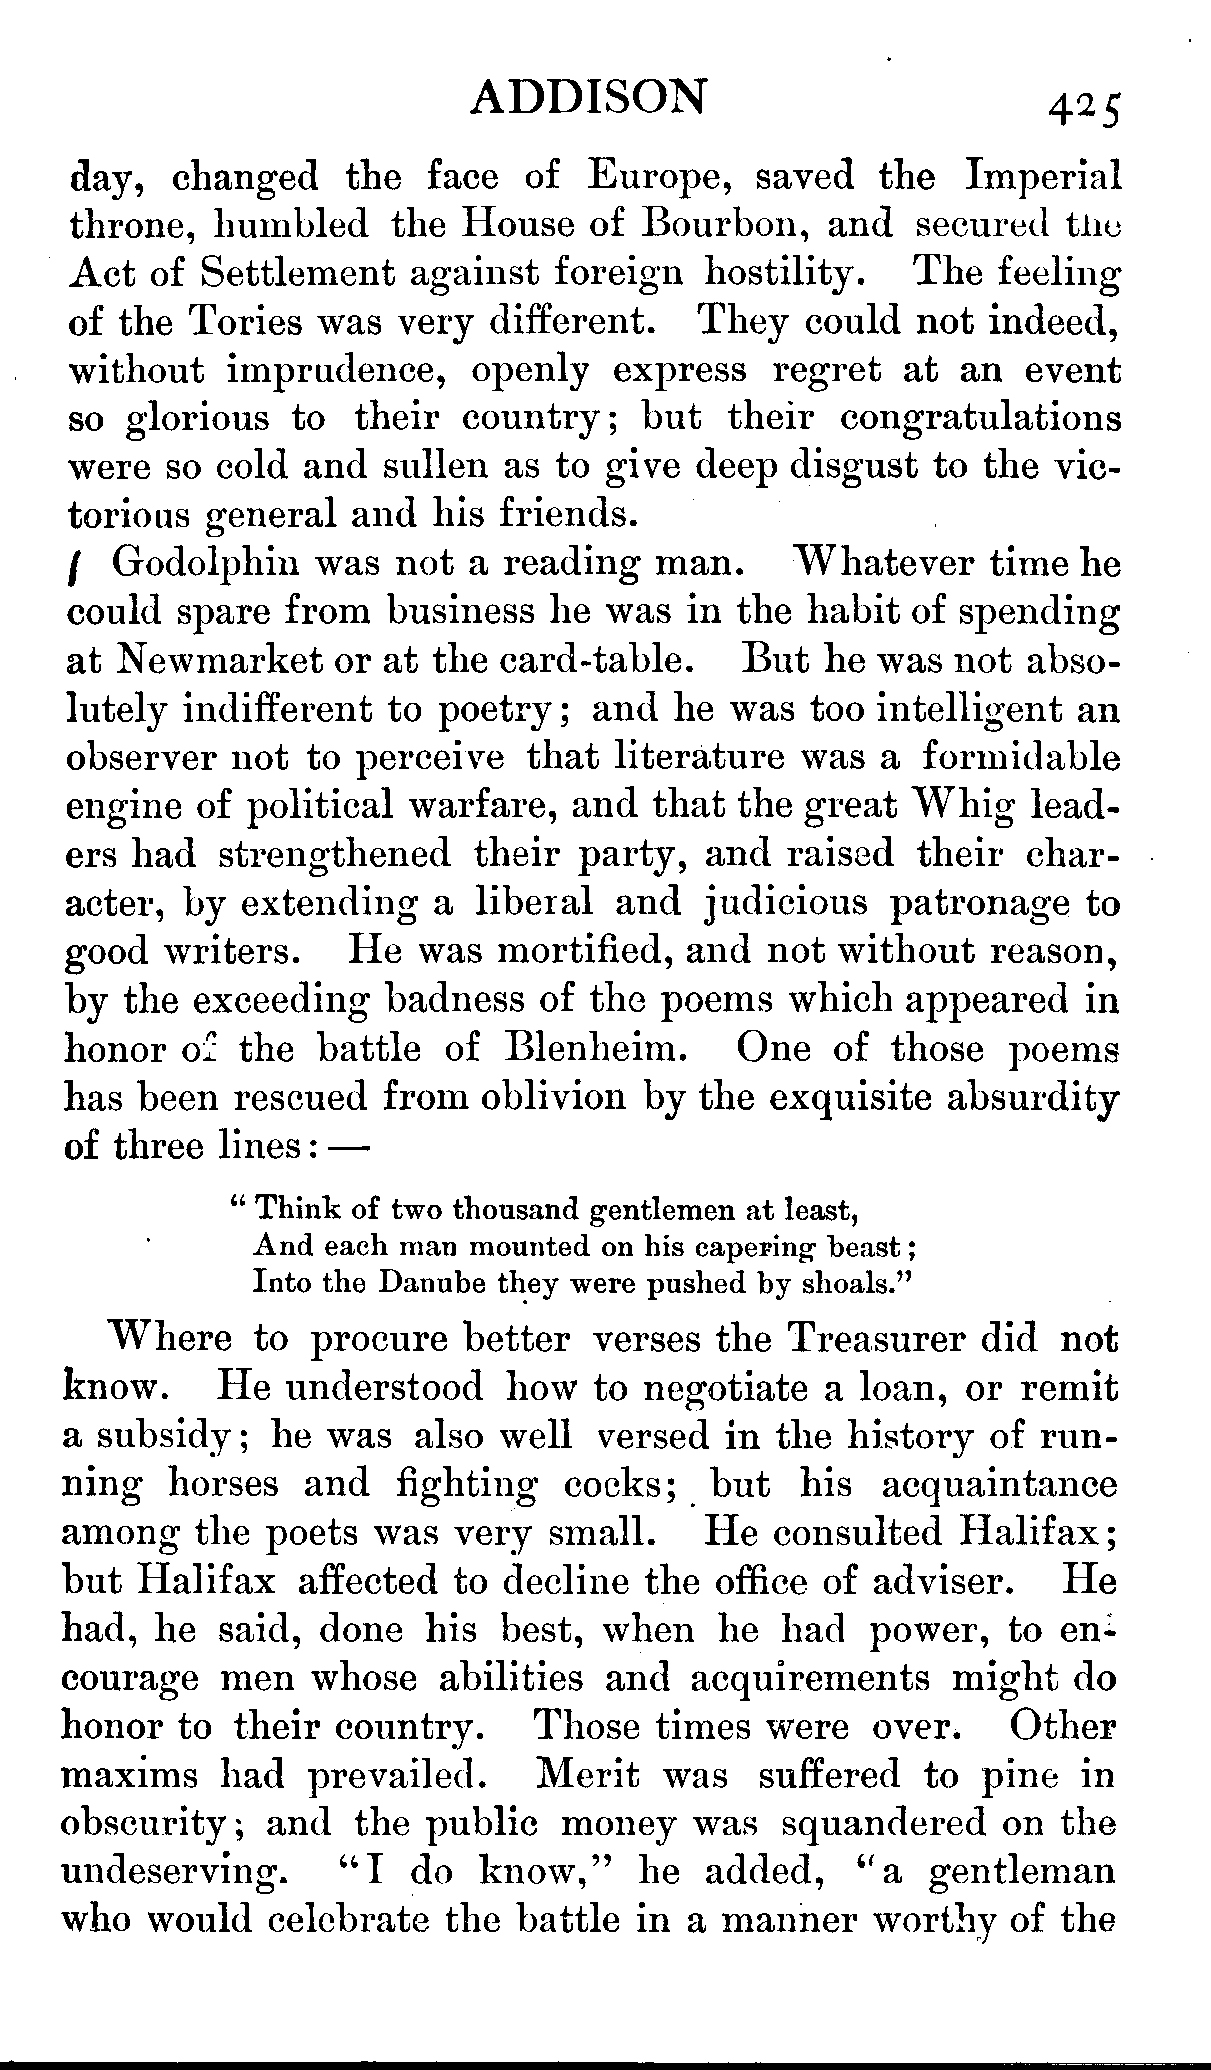 ADDISON 425
day, changed the face of Europe, saved the Imperial
throne, humbled the House of Bourbon, and secured the
Act of Settlement against foreign hostility. The feeling
of the Tories was very different. They could not indeed,
without imprudence, openly express regret at an event
so glorious to their country; but their congratulations
were so cold and sullen as to give deep disgust to the vic-
torious general and his friends.
Godolphin was not a reading man. Whatever time he
could spare from business he was in the habit of spending
at Newmarket or at the card-table. But he was not abso-
lutely indifferent to poetry; and he was too intelligent an
observer not to perceive that literature was a formidable
engine of political warfare, and that the great Whig lead-
ers had strengthened their party, and raised their char-
acter, by extending a liberal and judicious patronage to
good writers. He was mortified, and not without reason,
by the exceeding badness of the poems which appeared in
honor of the battle of Blenheim. One of those poems
has been rescued from oblivion by the exquisite absurdity
of three lines: —
"Think of two thousand gentlemen at least,
And each man mounted on his capering beast;
Into the Danube they were pushed by shoals."
Where to procure better verses the Treasurer did not
know. He understood how to negotiate a loan, or remit
a subsidy; he was also well versed in the history of run-
ning horses and fighting cocks; but his acquaintance
among the poets was very small. He consulted Halifax;
but Halifax affected to decline the office of adviser. He
had, he said, done his best, when he had power, to en-
courage men whose abilities and acquirements might do
honor to their country. Those times were over. Other
maxims had prevailed. Merit was suffered to pine in
obscurity; and the public money was squandered on the
undeserving. "I do know," he added, "a gentleman
who would celebrate the battle in a manner worthy of the